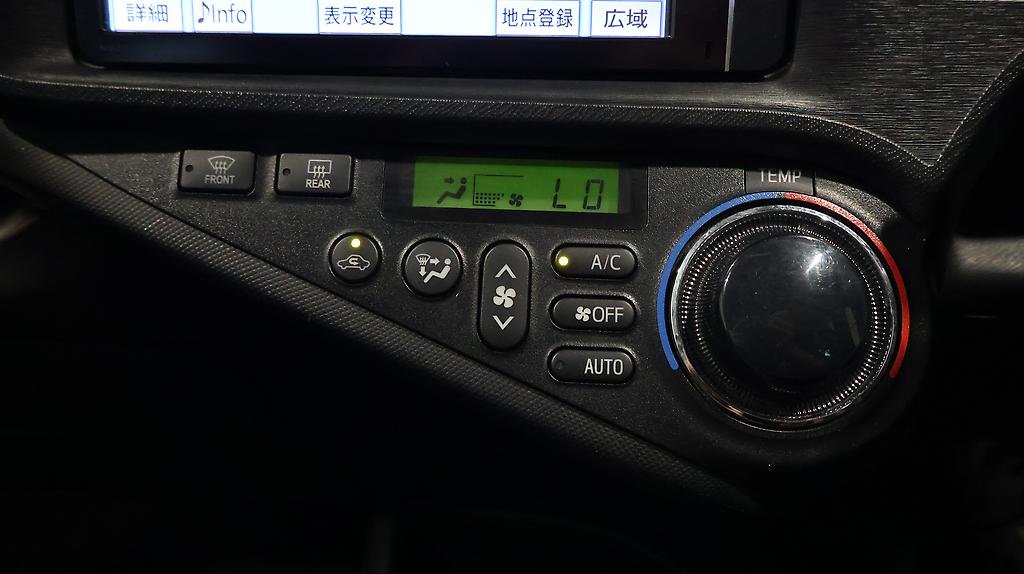 詳細 ♪Info 表示変更 地点登録 広域
FRONT
REAR
LO
TEMP
A/C
OFF
AUTO